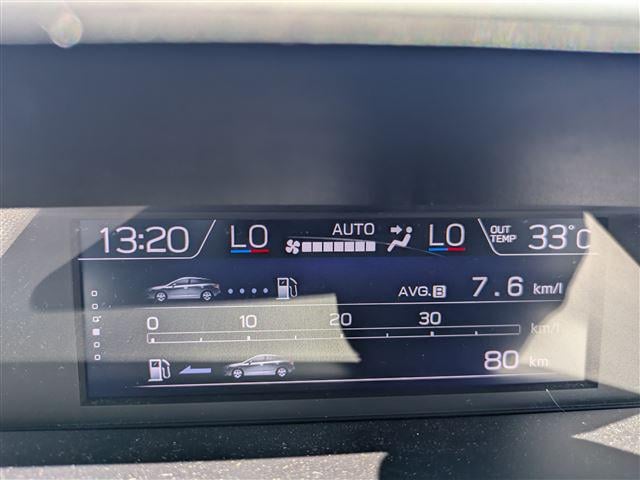 13:20 LO AUTO LO OUT TEMP 33°C
AVG. B 7.6 km/l
0 10 20 30 km/l
80 km